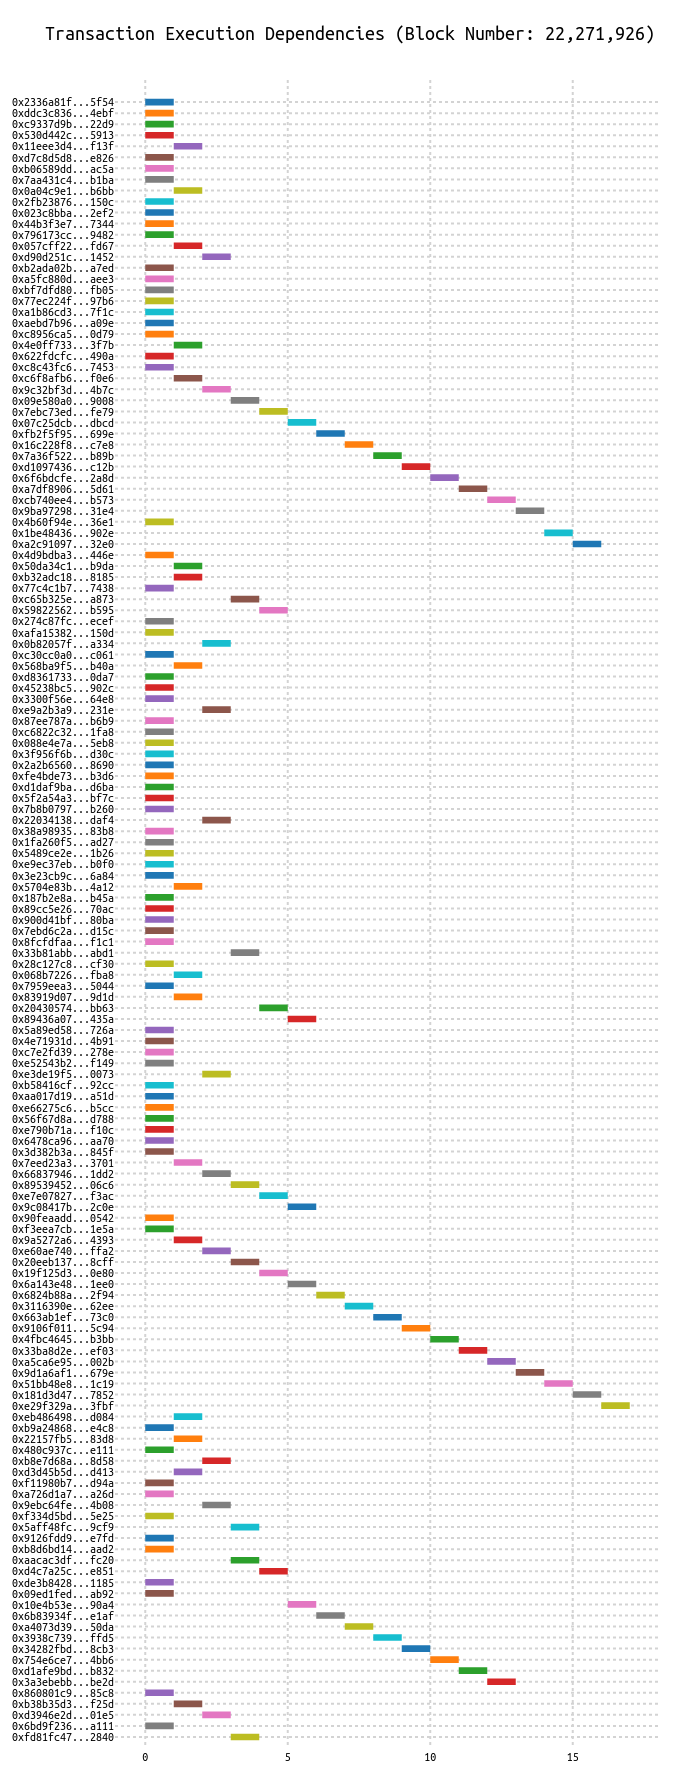 Transaction Execution Dependencies (Block Number: 22,271,926)
0x2336a81f...5f54
0xddc3c836...4ebf
0xc9337d9b...22d9
0x530d442c...5913
0x11eee3d4...f13f
0xd7c8d5d8...e826
0xb06589dd...ac5a
0x7aa431c4...b1ba
0x0a04c9e1...b6bb
0x2fb23876...150c
0x023c8bba...2ef2
0x44b3f3e7...7344
0x796173cc...9482
0x057cff22...fd67
0xd90d251c...1452
0xb2ada02b...a7ed
0xa5fc880d...aee3
0xbf7dfd80...fb05
0x77ec224f...97b6
0xa1b86cd3...7f1c
0xaebd7b96...a09e
0xc8956ca5...0d79
0x4e0ff733...3f7b
0x622fdcfc...490a
0xc8c43fc6...7453
0xc6f8afb6...f0e6
0x9c32bf3d...4b7c
0x09e580a0...9008
0x7ebc73ed...fe79
0x07c25dcb...dbcd
0xfb2f5f95...699e
0x16c228f8...c7e8
0x7a36f522...b89b
0xd1097436...c12b
0x6f6bdcfe...2a8d
0xa7df8906...5d61
0xcb740ee4...b573
0x9ba97298...31e4
0x4b60f94e...36e1
0x1be48436...902e
0xa2c91097...32e0
0x4d9bdba3...446e
0x50da34c1...b9da
0xb32adc18...8185
0x77c4c1b7...7438
0xc65b325e...a873
0x59822562...b595
0x274c87fc...ecef
0xafa15382...150d
0x0b82057f...a334
0xc30cc0a0...c061
0x568ba9f5...b40a
0xd8361733...0da7
0x45238bc5...902c
0x3300f56e...64e8
0xe9a2b3a9...231e
0x87ee787a...b6b9
0xc6822c32...1fa8
0x088e4e7a...5eb8
0x3f956f6b...d30c
0x2a2b6560...8690
0xfe4bde73...b3d6
0xd1daf9ba...d6ba
0x5f2a54a3...bf7c
0x7b8b0797...b260
0x22034138...daf4
0x38a98935...83b8
0x1fa260f5...ad27
0x5489ce2e...1b26
0xe9ec37eb...b0f0
0x3e23cb9c...6a84
0x5704e83b...4a12
0x187b2e8a...b45a
0x89cc5e26...70ac
0x900d41bf...80ba
0x7ebd6c2a...d15c
0x8fcfdfaa...f1c1
0x33b81abb...abd1
0x28c127c8...cf30
0x068b7226...fba8
0x7959eea3...5044
0x83919d07...9d1d
0x20430574...bb63
0x89436a07...435a
0x5a89ed58...726a
0x4e71931d...4b91
0xc7e2fd39...278e
0xe52543b2...f149
0xe3de19f5...0073
0xb58416cf...92cc
0xaa017d19...a51d
0xe66275c6...b5cc
0x56f67d8a...d788
0xe790b71a...f10c
0x6478ca96...aa70
0x3d382b3a...845f
0x7eed23a3...3701
0x66837946...1dd2
0x89539452...06c6
0xe7e07827...f3ac
0x9c08417b...2c0e
0x90feaadd...0542
0xf3eea7cb...1e5a
0x9a5272a6...4393
0xe60ae740...ffa2
0x20eeb137...8cff
0x19f125d3...0e80
0x6a143e48...1ee0
0x6824b88a...2f94
0x3116390e...62ee
0x663ab1ef...73c0
0x9106f011...5c94
0x4fbc4645...b3bb
0x33ba8d2e...ef03
0xa5ca6e95...002b
0x9d1a6af1...679e
0x51bb48e8...1c19
0x181d3d47...7852
0xe29f329a...3fbf
0xeb486498...d084
0xb9a24868...e4c8
0x22157fb5...83d8
0x480c937c...e111
0xb8e7d68a...8d58
0xd3d45b5d...d413
0xf11980b7...d94a
0xa726d1a7...a26d
0x9ebc64fe...4b08
0xf334d5bd...5e25
0x5aff48fc...9cf9
0x9126fdd9...e7fd
0xb8d6bd14...aad2
0xaacac3df...fc20
0xd4c7a25c...e851
0xde3b8428...1185
0x09ed1fed...ab92
0x10e4b53e...90a4
0x6b83934f...e1af
0xa4073d39...50da
0x3938c739...ffd5
0x34282fbd...8cb3
0x754e6ce7...4bb6
0xd1afe9bd...b832
0x3a3ebebb...be2d
0x860801c9...85c8
0xb38b35d3...f25d
0xd3946e2d...01e5
0x6bd9f236...a111
0xfd81fc47...2840
0 5 10 15